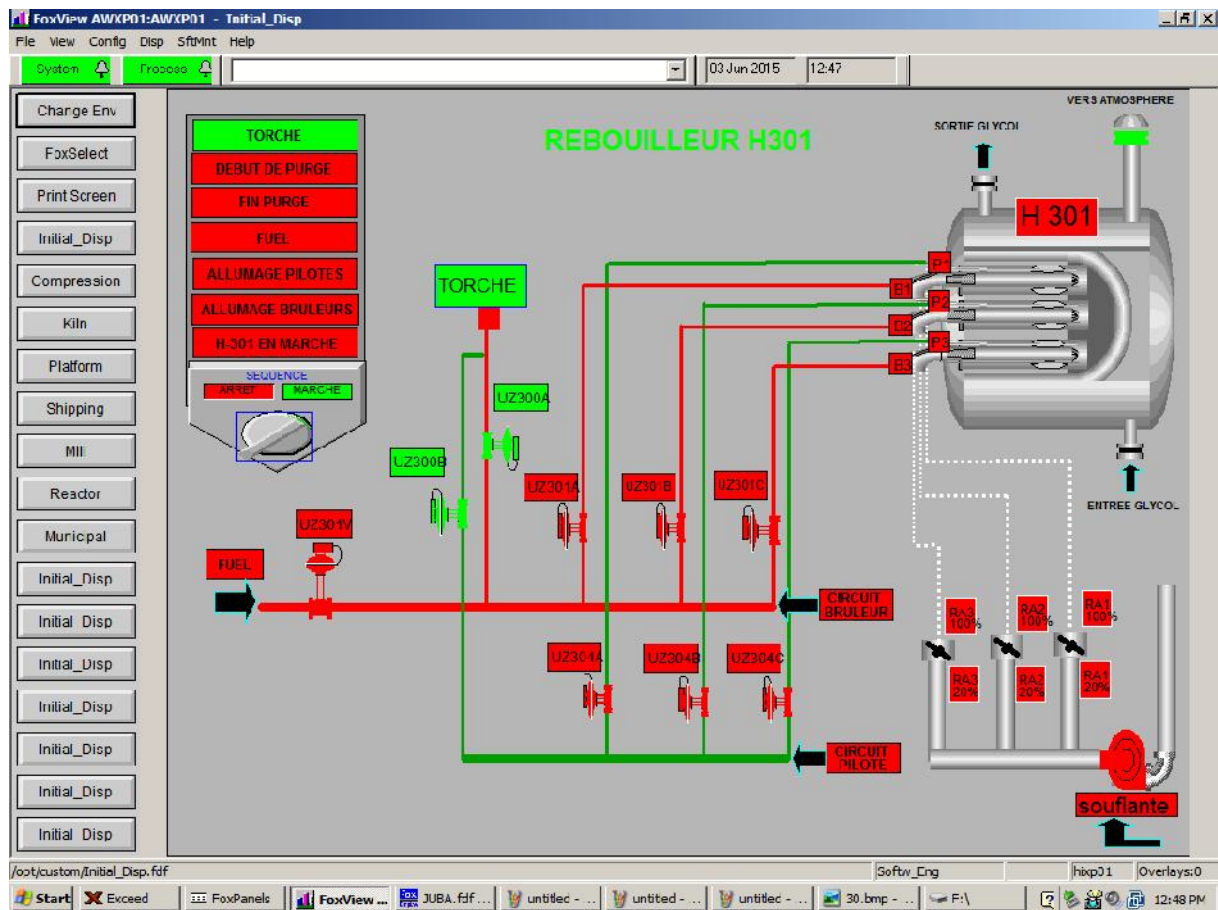 FoxView AWXP01:AWXP01 - Initial_Disp
File View Config Disp SftMnt Help
System Process 03 Jun 2015 12:47
Change Env
FoxSelect
Print Screen
Initial_Disp
Compression
Kiln
Platform
Shipping
Mill
Reactor
Municipal
Initial_Disp
Initial Disp
Initial_Disp
Initial_Disp
Initial_Disp
Initial_Disp
Initial Disp
TORCHE
DEBUT DE PURGE
FIN PURGE
FUEL
ALLUMAGE PILOTES
ALLUMAGE BRULEURS
H-301 EN MARCHE
SEQUENCE
ARRET MARCHE
REBOUILLEUR H301
VERS ATMOSPHERE
SORTIE GLYCOL
H 301
TORCHE
P1
B1
P2
B2
P3
B3
UZ300A
UZ300B
UZ301A
UZ301B
UZ301C
UZ301V
FUEL
ENTREE GLYCOL
CIRCUIT
BRULEUR
UZ304A
UZ304B
UZ304C
CIRCUIT
PILOTE
RA3
100%
RA2
100%
RA1
100%
RA3
20%
RA2
20%
RA1
20%
souflante
/opt/custom/Initial_Disp.fdf Softw_Eng hixp01 Overlays:0
Start Exceed FoxPanels FoxView ... JUBA.fdf ... untitled - ... untitled - ... untitled - ... 30.bmp - ... F:\ 12:48 PM